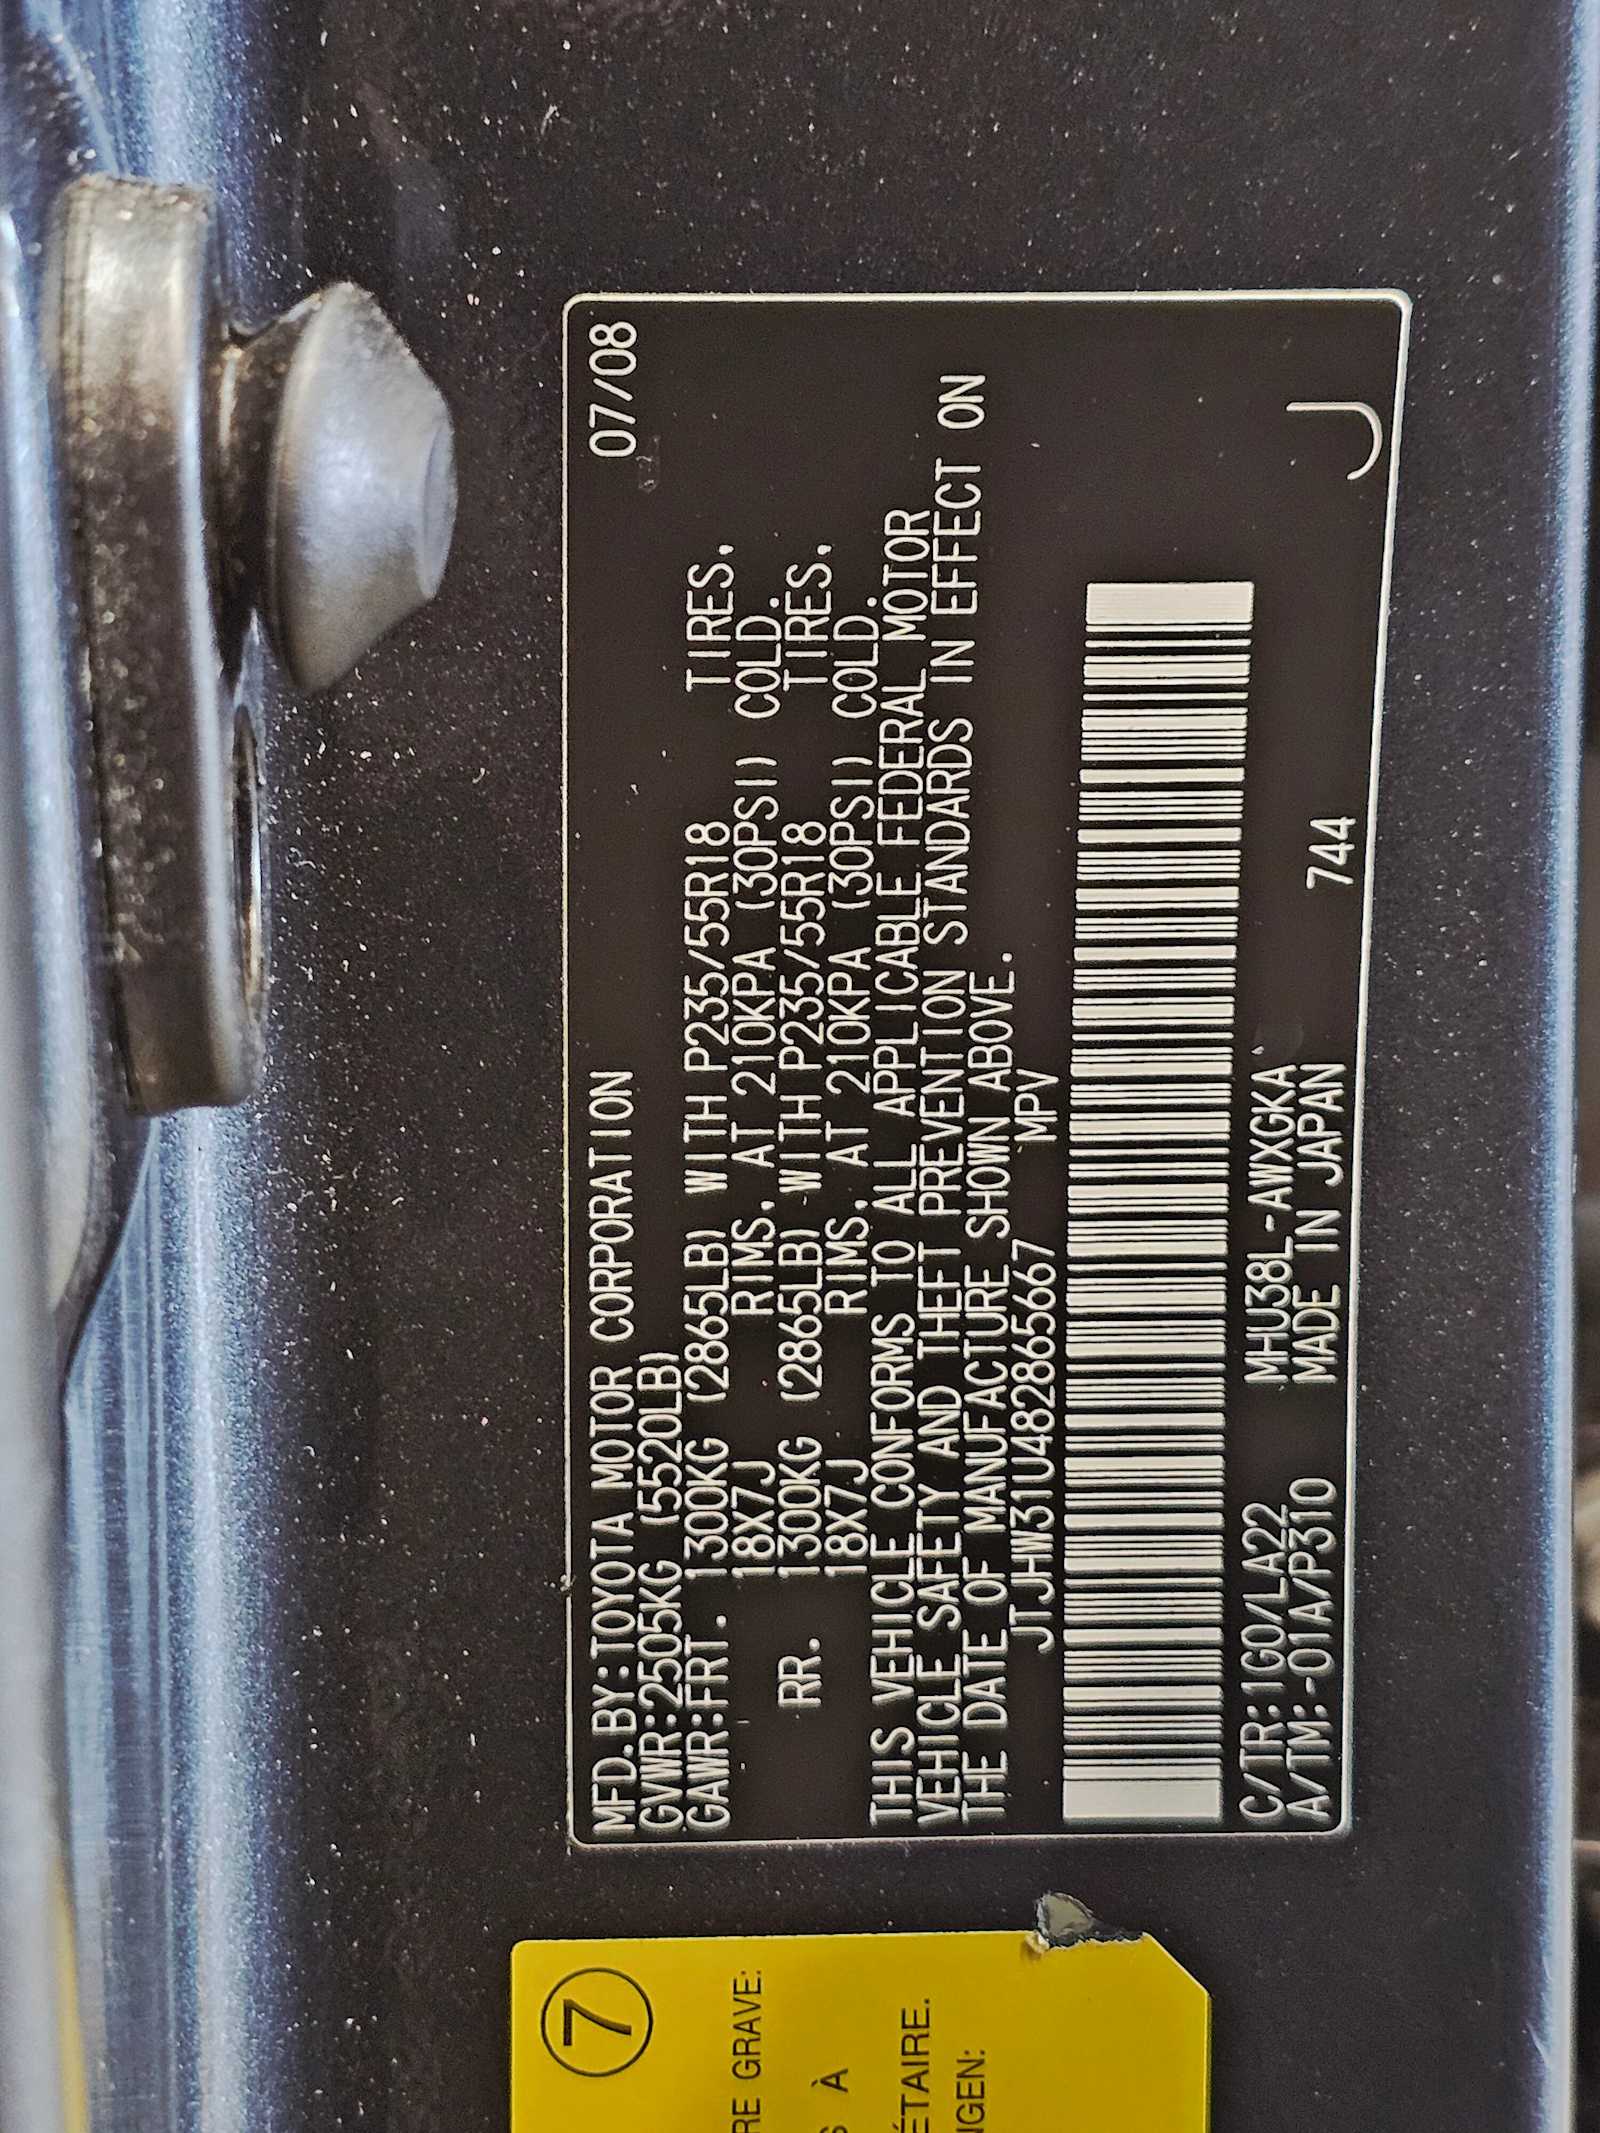 MFD.BY:TOYOTA MOTOR CORPORATION 07/08
GVWR:2505KG (5520LB)
GAWR:FRT. 1300KG (2865LB) WITH P235/55R18 TIRES.
18X7J RIMS, AT 210KPA (30PSI) COLD.
RR. 1300KG (2865LB) WITH P235/55R18 TIRES.
18X7J RIMS, AT 210KPA (30PSI) COLD.
THIS VEHICLE CONFORMS TO ALL APPLICABLE FEDERAL MOTOR
VEHICLE SAFETY AND THEFT PREVENTION STANDARDS IN EFFECT ON
THE DATE OF MANUFACTURE SHOWN ABOVE.
JTJHW31U482865667 MPV
C/TR:1G0/LA22 MHU38L-AWXGKA
A/TM:-01A/P310 MADE IN JAPAN 744
J
7
RE GRAVE:
S À
ÉTAIRE.
NGEN: